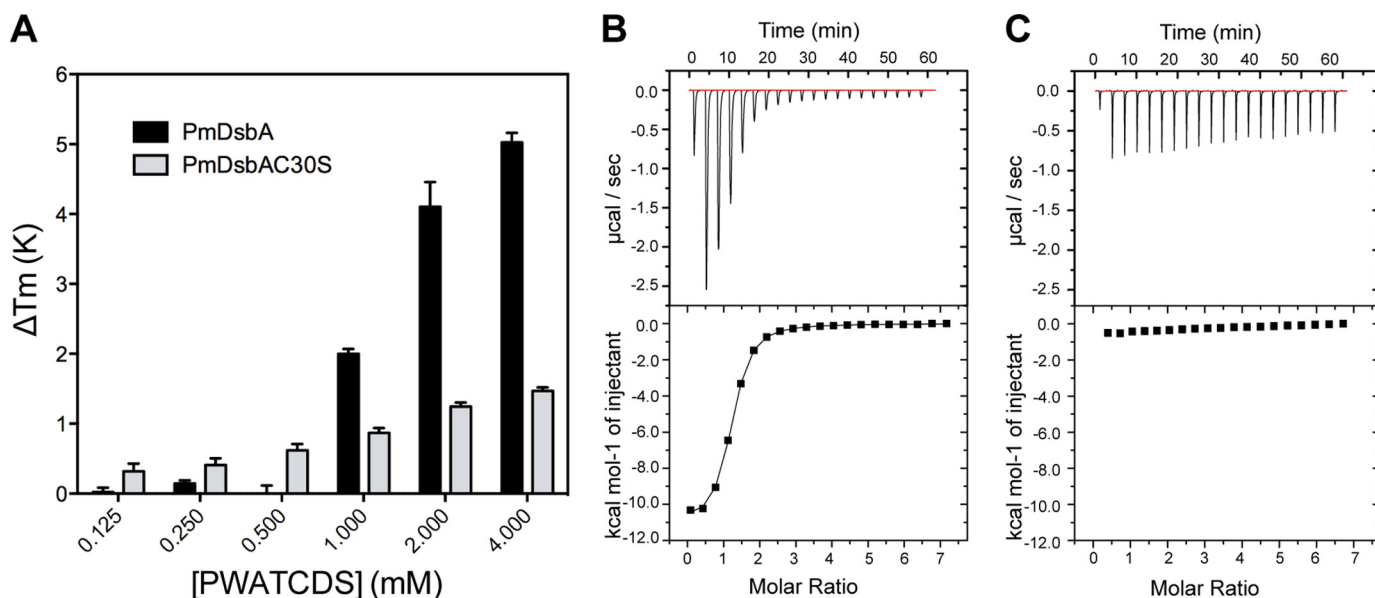 A
ΔTm (K)
6
5
4
3
2
1
0
PmDsbA
PmDsbAC30S
0.125
0.250
0.500
1.000
2.000
4.000
[PWATCDS] (mM)
B
Time (min)
0 10 20 30 40 50 60
µcal / sec
0.0
-0.5
-1.0
-1.5
-2.0
-2.5
kcal mol-1 of injectant
0.0
-2.0
-4.0
-6.0
-8.0
-10.0
-12.0
0 1 2 3 4 5 6 7
Molar Ratio
C
Time (min)
0 10 20 30 40 50 60
µcal / sec
0.0
-0.5
-1.0
-1.5
-2.0
-2.5
kcal mol-1 of injectant
0.0
-2.0
-4.0
-6.0
-8.0
-10.0
-12.0
0 1 2 3 4 5 6 7
Molar Ratio